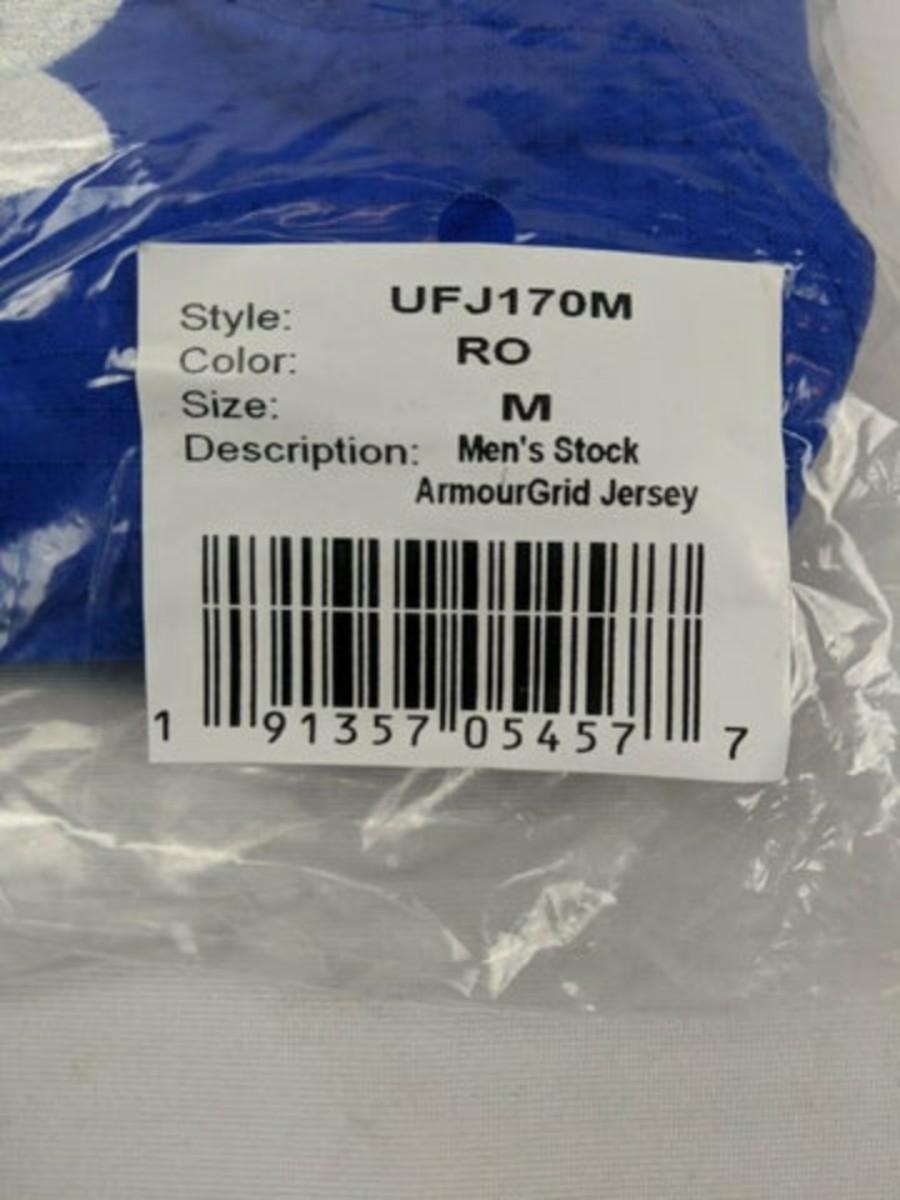 Style: UFJ170M
Color: RO
Size: M
Description: Men's Stock
ArmourGrid Jersey
1 91357 05457 7